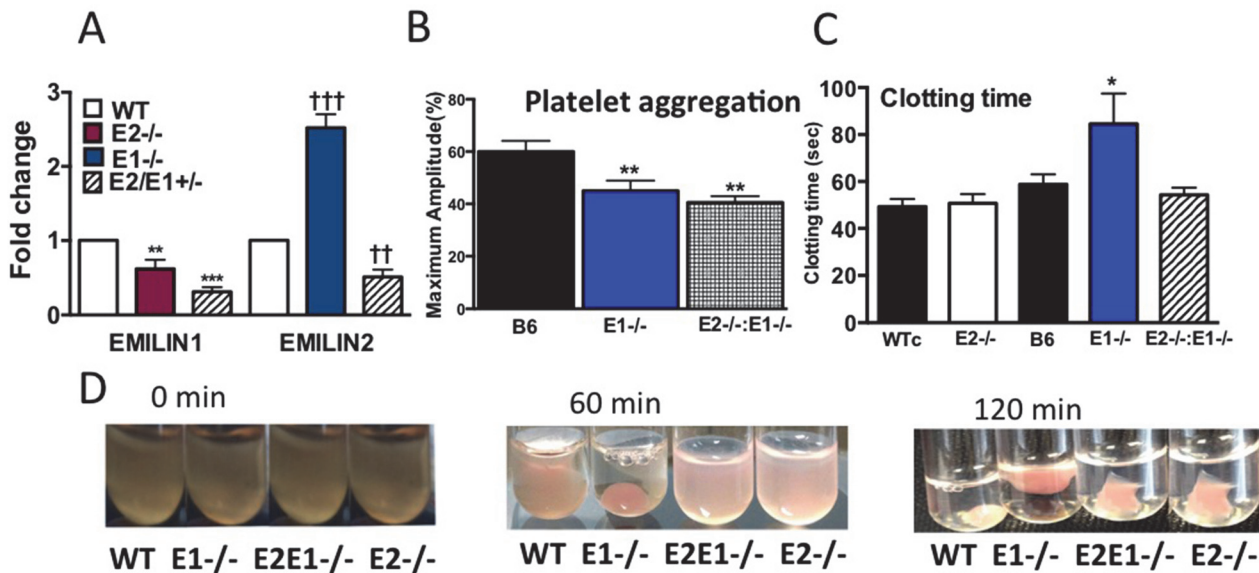 A
Fold change
3
2
1
0
WT
E2-/-
E1-/-
E2/E1+/-
**
***
†††
††
EMILIN1
EMILIN2
B
Platelet aggregation
Maximum Amplitude(%)
80
60
40
20
0
**
**
B6
E1-/-
E2-/-:E1-/-
C
Clotting time
Clotting time (sec)
100
80
60
40
20
0
*
WTc
E2-/-
B6
E1-/-
E2-/-:E1-/-
D
0 min
WT E1-/- E2E1-/- E2-/-
60 min
WT E1-/- E2E1-/- E2-/-
120 min
WT E1-/- E2E1-/- E2-/-